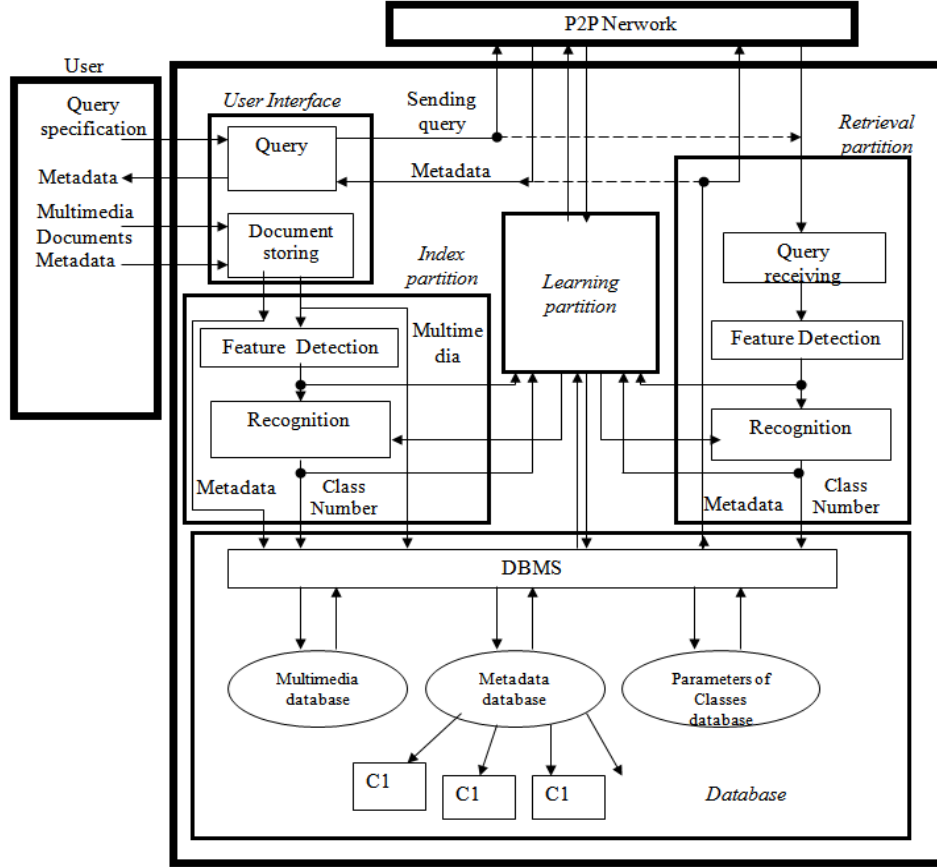 P2P Nerwork
User
Query
specification
Metadata
Multimedia
Documents
Metadata
User Interface
Query
Document
storing
Sending
query
Metadata
Retrieval
partition
Index
partition
Learning
partition
Query
receiving
Feature Detection
Multime
dia
Feature Detection
Recognition
Recognition
Metadata
Class
Number
Metadata
Class
Number
DBMS
Multimedia
database
Metadata
database
Parameters of
Classes
database
C1
C1
C1
Database